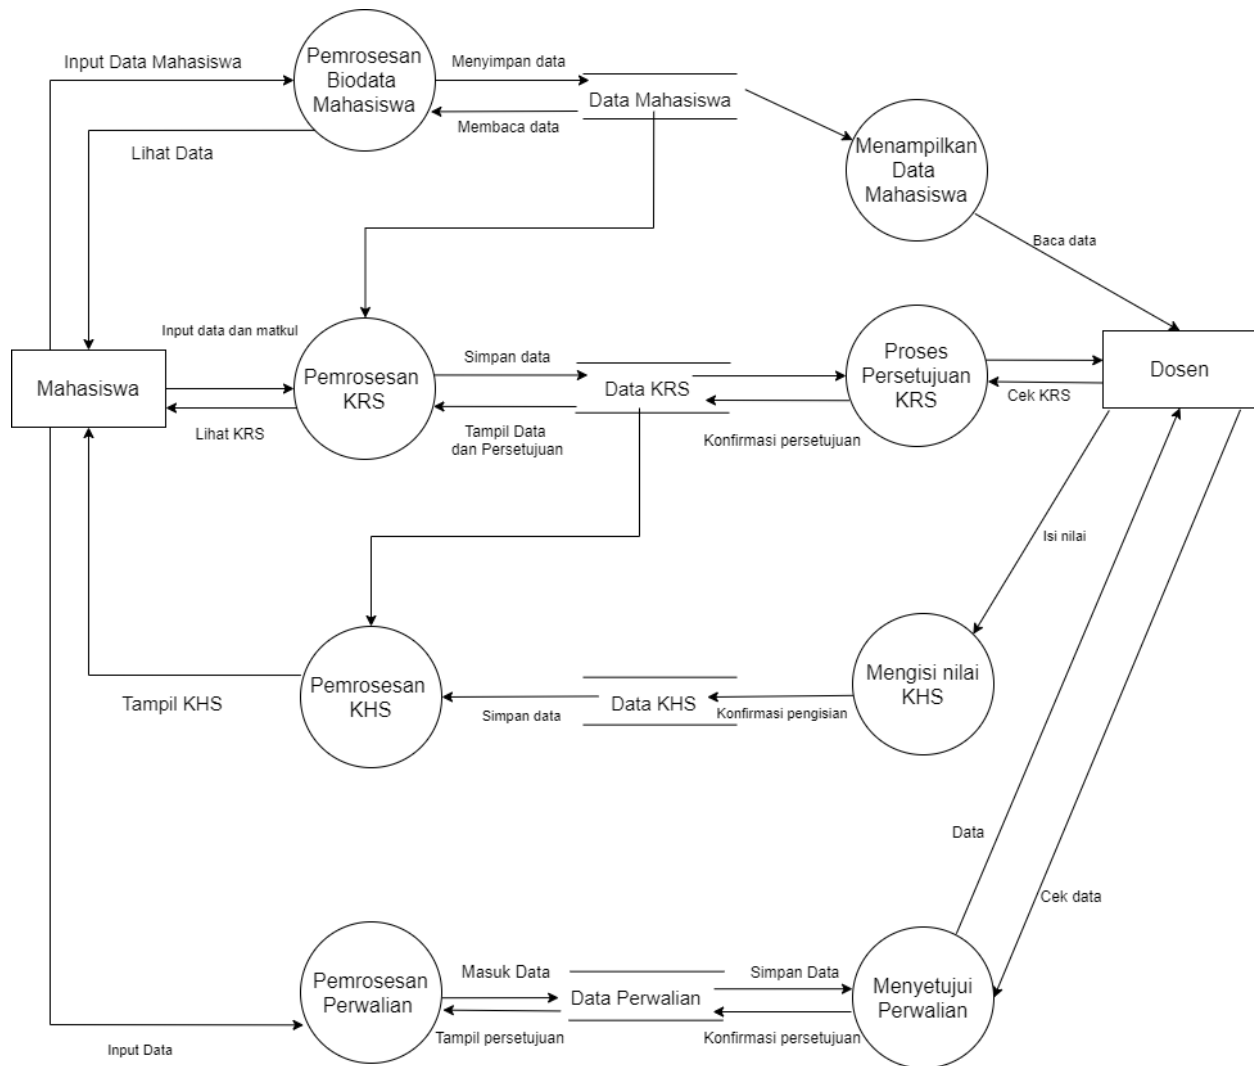 Input Data Mahasiswa
Pemrosesan
Biodata
Mahasiswa
Menyimpan data
Data Mahasiswa
Membaca data
Lihat Data
Menampilkan
Data
Mahasiswa
Baca data
Input data dan matkul
Mahasiswa
Pemrosesan
KRS
Simpan data
Data KRS
Proses
Persetujuan
KRS
Dosen
Cek KRS
Lihat KRS
Tampil Data
dan Persetujuan
Konfirmasi persetujuan
Isi nilai
Pemrosesan
KHS
Tampil KHS
Simpan data
Data KHS
Konfirmasi pengisian
Mengisi nilai
KHS
Data
Cek data
Pemrosesan
Perwalian
Masuk Data
Data Perwalian
Simpan Data
Menyetujui
Perwalian
Input Data
Tampil persetujuan
Konfirmasi persetujuan